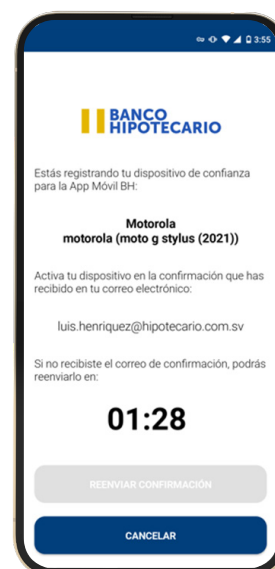 3:55
BANCO
HIPOTECARIO
Estás registrando tu dispositivo de confianza
para la App Móvil BH:
Motorola
motorola (moto g stylus (2021))
Activa tu dispositivo en la confirmación que has
recibido en tu correo electrónico:
luis.henriquez@hipotecario.com.sv
Si no recibiste el correo de confirmación, podrás
reenviarlo en:
01:28
REENVIAR CONFIRMACIÓN
CANCELAR